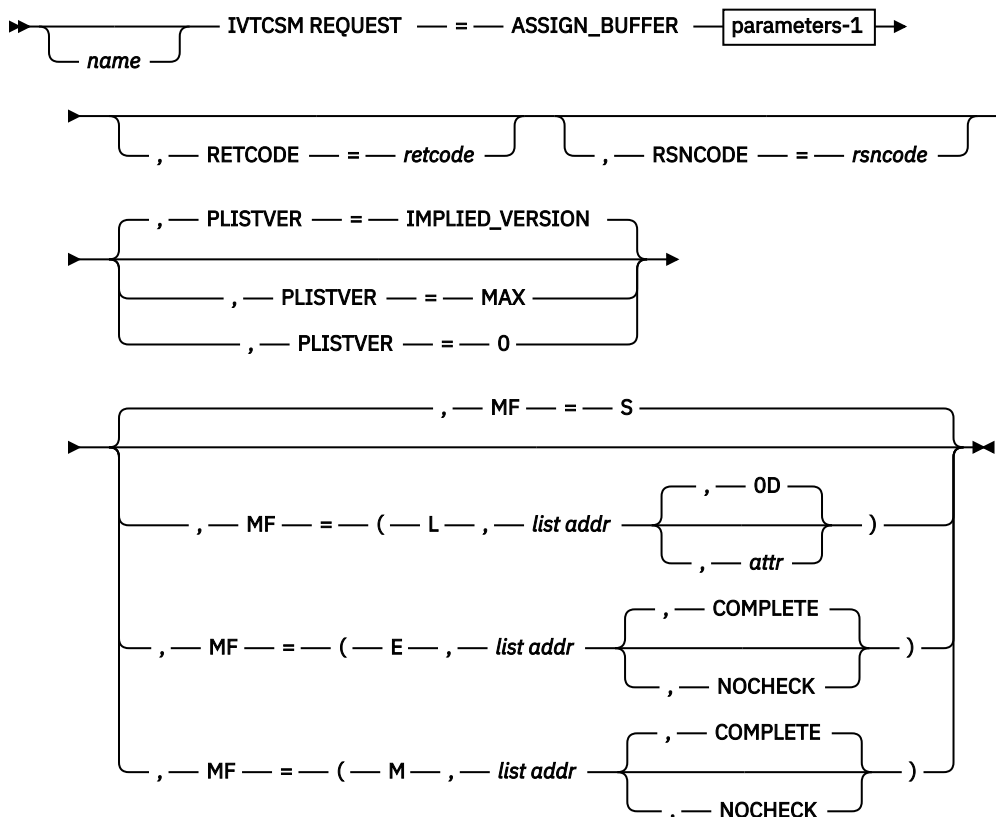 IVTCSM REQUEST = ASSIGN_BUFFER parameters-1
name
, RETCODE = retcode , RSNCODE = rsncode
, PLISTVER = IMPLIED_VERSION
, PLISTVER = MAX
, PLISTVER = 0
, MF = S
, 0D
, MF = ( L , list addr )
, attr
, COMPLETE
, MF = ( E , list addr )
, NOCHECK
, COMPLETE
, MF = ( M , list addr )
, NOCHECK